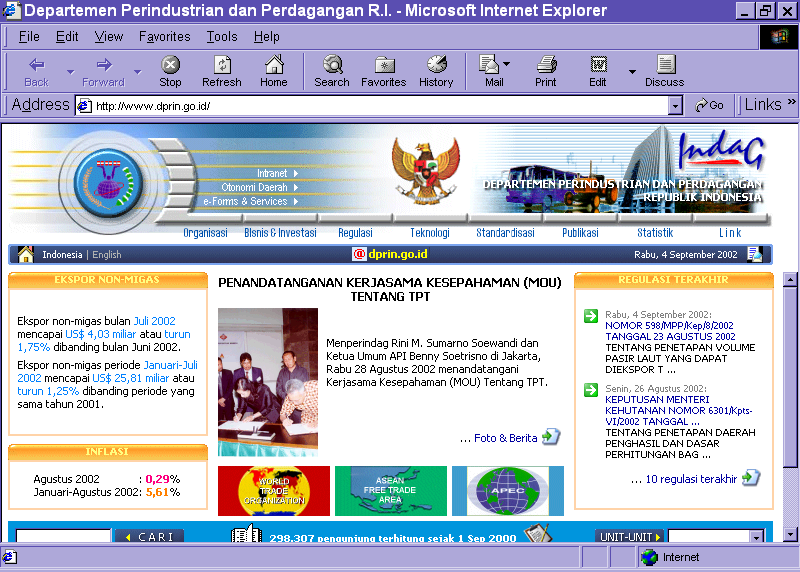 Departemen Perindustrian dan Perdagangan R.I. - Microsoft Internet Explorer
File Edit View Favorites Tools Help
Back Forward Stop Refresh Home Search Favorites History Mail Print Edit Discuss
Address http://www.dprin.go.id/ Go Links »
Intranet
Otonomi Daerah
e-Forms & Services
IndaG
DEPARTEMEN PERINDUSTRIAN DAN PERDAGANGAN
REPUBLIK INDONESIA
Organisasi Bisnis & Investasi Regulasi Teknologi Standardisasi Publikasi Statistik Link
Indonesia | English @ dprin.go.id Rabu, 4 September 2002
EKSPOR NON-MIGAS
Ekspor non-migas bulan Juli 2002
mencapai US$ 4,03 miliar atau turun
1,75% dibanding bulan Juni 2002.
Ekspor non-migas periode Januari-Juli
2002 mencapai US$ 25,81 miliar atau
turun 1,25% dibanding periode yang
sama tahun 2001.
INFLASI
Agustus 2002 : 0,29%
Januari-Agustus 2002: 5,61%
PENANDATANGANAN KERJASAMA KESEPAHAMAN (MOU)
TENTANG TPT
Menperindag Rini M. Sumarno Soewandi dan
Ketua Umum API Benny Soetrisno di Jakarta,
Rabu 28 Agustus 2002 menandatangani
Kerjasama Kesepahaman (MOU) Tentang TPT.
... Foto & Berita
WORLD
TRADE
ORGANIZATION
ASEAN
FREE TRADE
AREA
APEC
REGULASI TERAKHIR
Rabu, 4 September 2002:
NOMOR 598/MPP/Kep/8/2002
TANGGAL 23 AGUSTUS 2002
TENTANG PENETAPAN VOLUME
PASIR LAUT YANG DAPAT
DIEKSPOR T ...
Senin, 26 Agustus 2002:
KEPUTUSAN MENTERI
KEHUTANAN NOMOR 6301/Kpts-
VI/2002 TANGGAL ...
TENTANG PENETAPAN DAERAH
PENGHASIL DAN DASAR
PERHITUNGAN BAG ...
... 10 regulasi terakhir
CARI 298,307 pengunjung terhitung sejak 1 Sep 2000 UNIT-UNIT
Internet